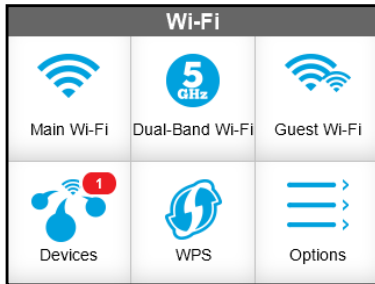 Wi-Fi
5
GHz
Main Wi-Fi
Dual-Band Wi-Fi
Guest Wi-Fi
1
Devices
WPS
Options